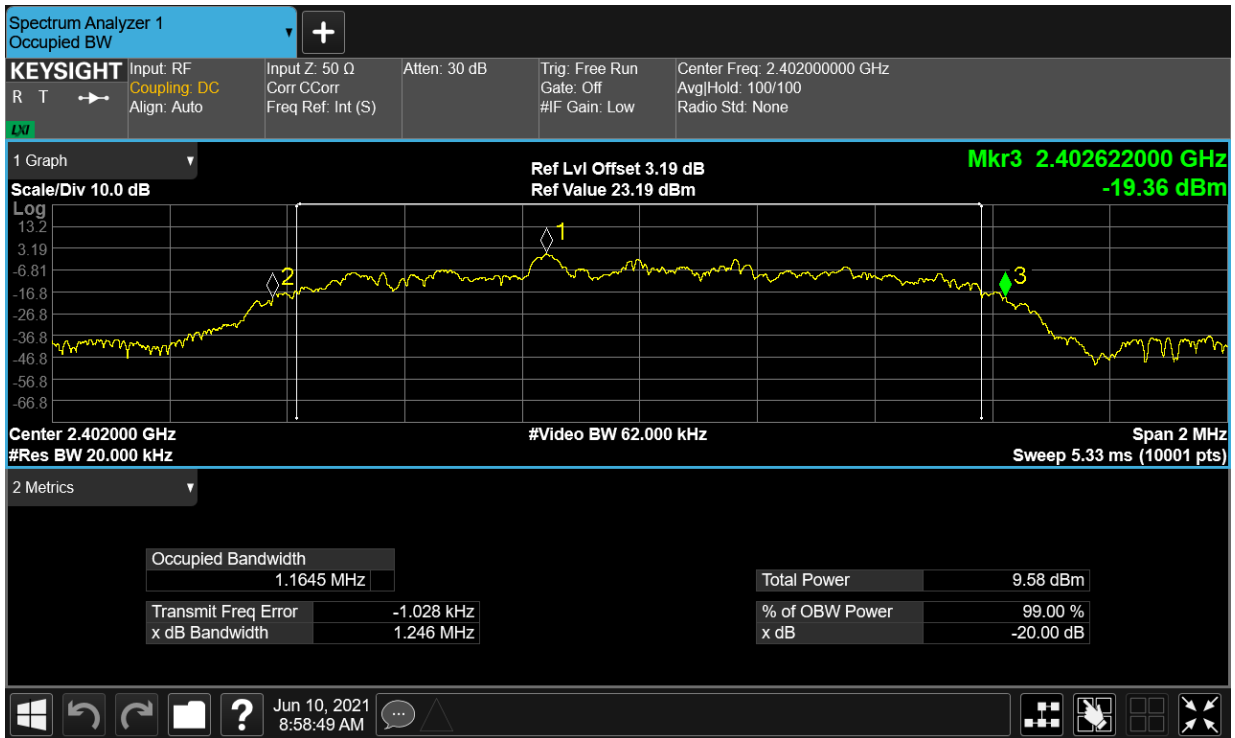 Spectrum Analyzer 1
Occupied BW
KEYSIGHT
R T
LXI
Input: RF
Coupling: DC
Align: Auto
Input Z: 50 Ω
Corr CCorr
Freq Ref: Int (S)
Atten: 30 dB
Trig: Free Run
Gate: Off
#IF Gain: Low
Center Freq: 2.402000000 GHz
Avg|Hold: 100/100
Radio Std: None
1 Graph
Scale/Div 10.0 dB
Ref Lvl Offset 3.19 dB
Ref Value 23.19 dBm
Mkr3 2.402622000 GHz
-19.36 dBm
Log
13.2
3.19
-6.81
-16.8
-26.8
-36.8
-46.8
-56.8
-66.8
1
2
3
Center 2.402000 GHz
#Video BW 62.000 kHz
Span 2 MHz
#Res BW 20.000 kHz
Sweep 5.33 ms (10001 pts)
2 Metrics
Occupied Bandwidth
1.1645 MHz
Total Power 9.58 dBm
Transmit Freq Error -1.028 kHz
% of OBW Power 99.00 %
x dB Bandwidth 1.246 MHz
x dB -20.00 dB
?
Jun 10, 2021
8:58:49 AM